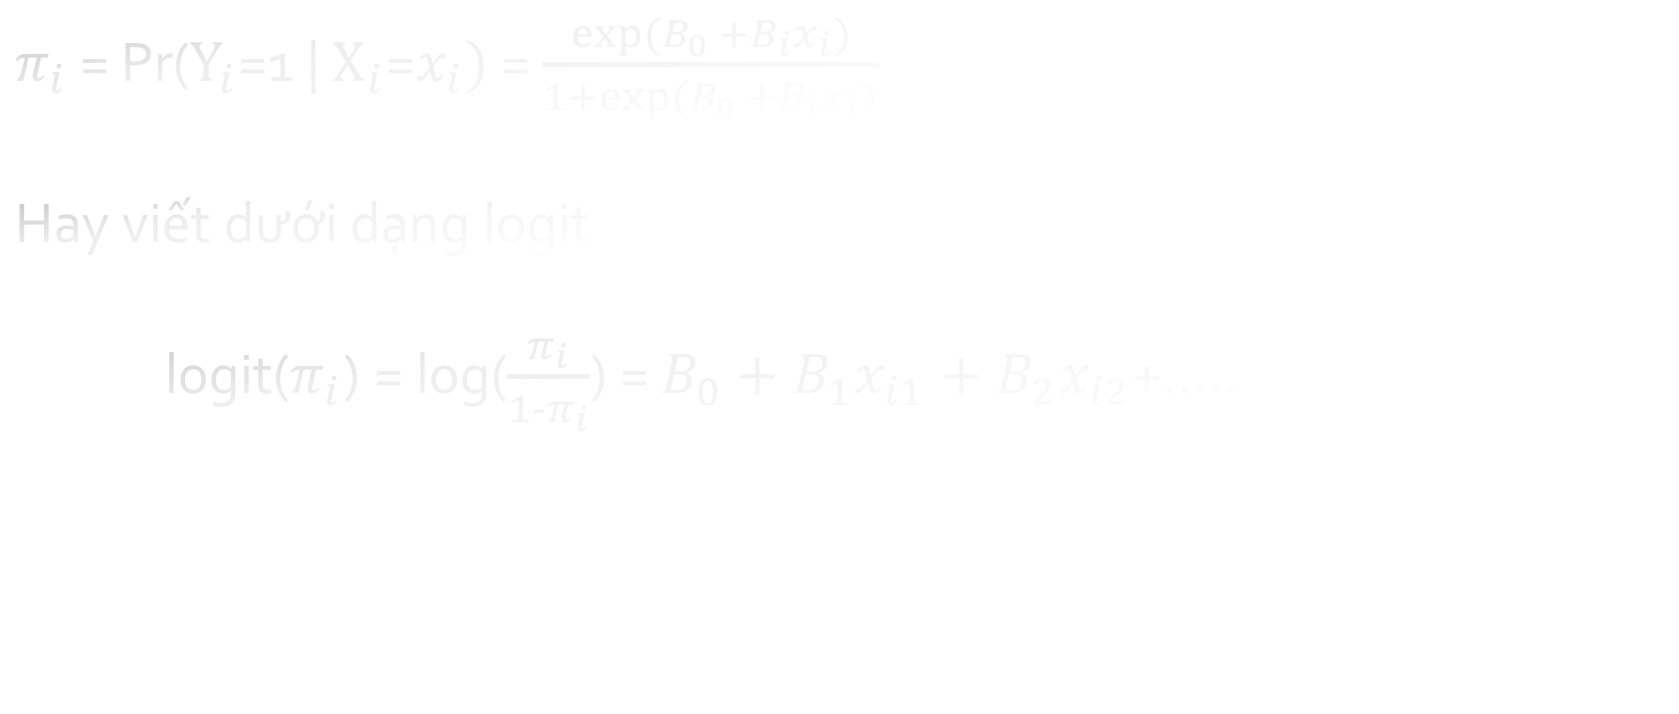 𝜋ᵢ = Pr(Yᵢ=1 | Xᵢ=𝑥ᵢ) = exp(𝐵₀ +𝐵ᵢ𝑥ᵢ) / 1+exp(𝐵₀ +𝐵ᵢ𝑥ᵢ)
Hay viết dưới dạng logit
logit(𝜋ᵢ) = log(𝜋ᵢ / 1-𝜋ᵢ) = 𝐵₀ + 𝐵₁𝑥ᵢ₁ + 𝐵₂𝑥ᵢ₂+…..